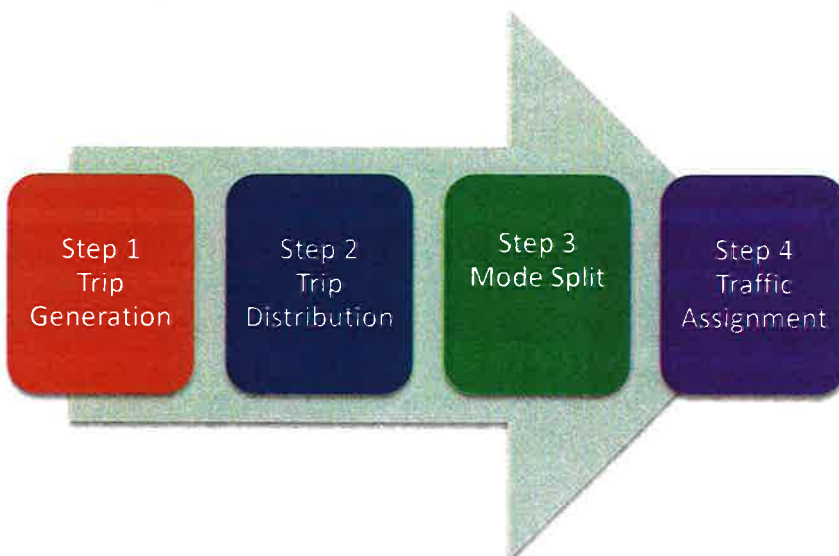 Step 1
Trip
Generation
Step 2
Trip
Distribution
Step 3
Mode Split
Step 4
Traffic
Assignment